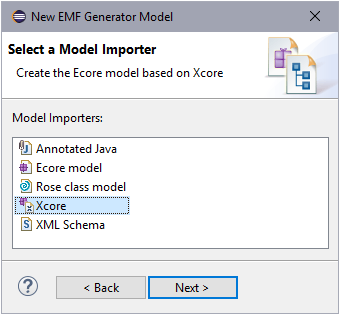 New EMF Generator Model
Select a Model Importer
Create the Ecore model based on Xcore
Model Importers:
Annotated Java
Ecore model
Rose class model
Xcore
XML Schema
? < Back Next >